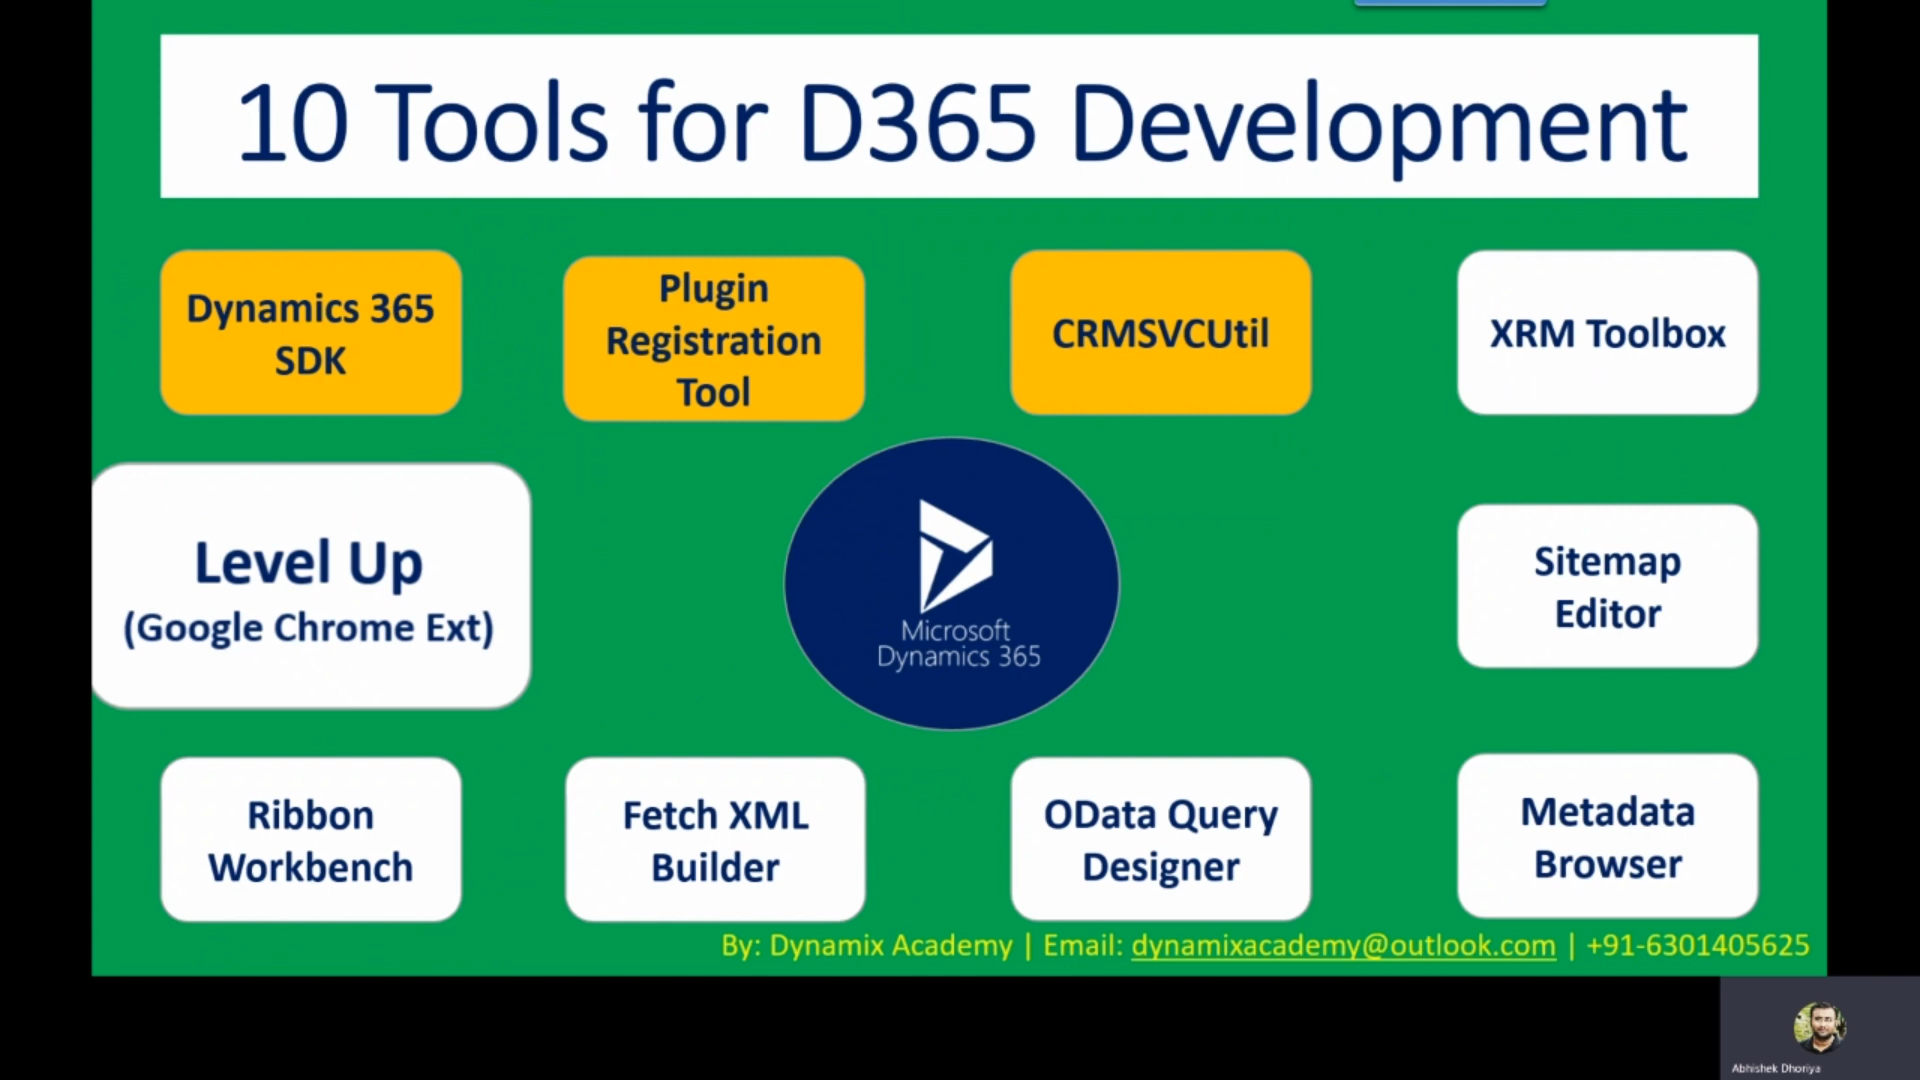 10 Tools for D365 Development
Dynamics 365
SDK
Plugin
Registration
Tool
CRMSVCUtil
XRM Toolbox
Level Up
(Google Chrome Ext)
Microsoft
Dynamics 365
Sitemap
Editor
Ribbon
Workbench
Fetch XML
Builder
OData Query
Designer
Metadata
Browser
By: Dynamix Academy | Email: dynamixacademy@outlook.com | +91-6301405625
Abhishek Dhoriya